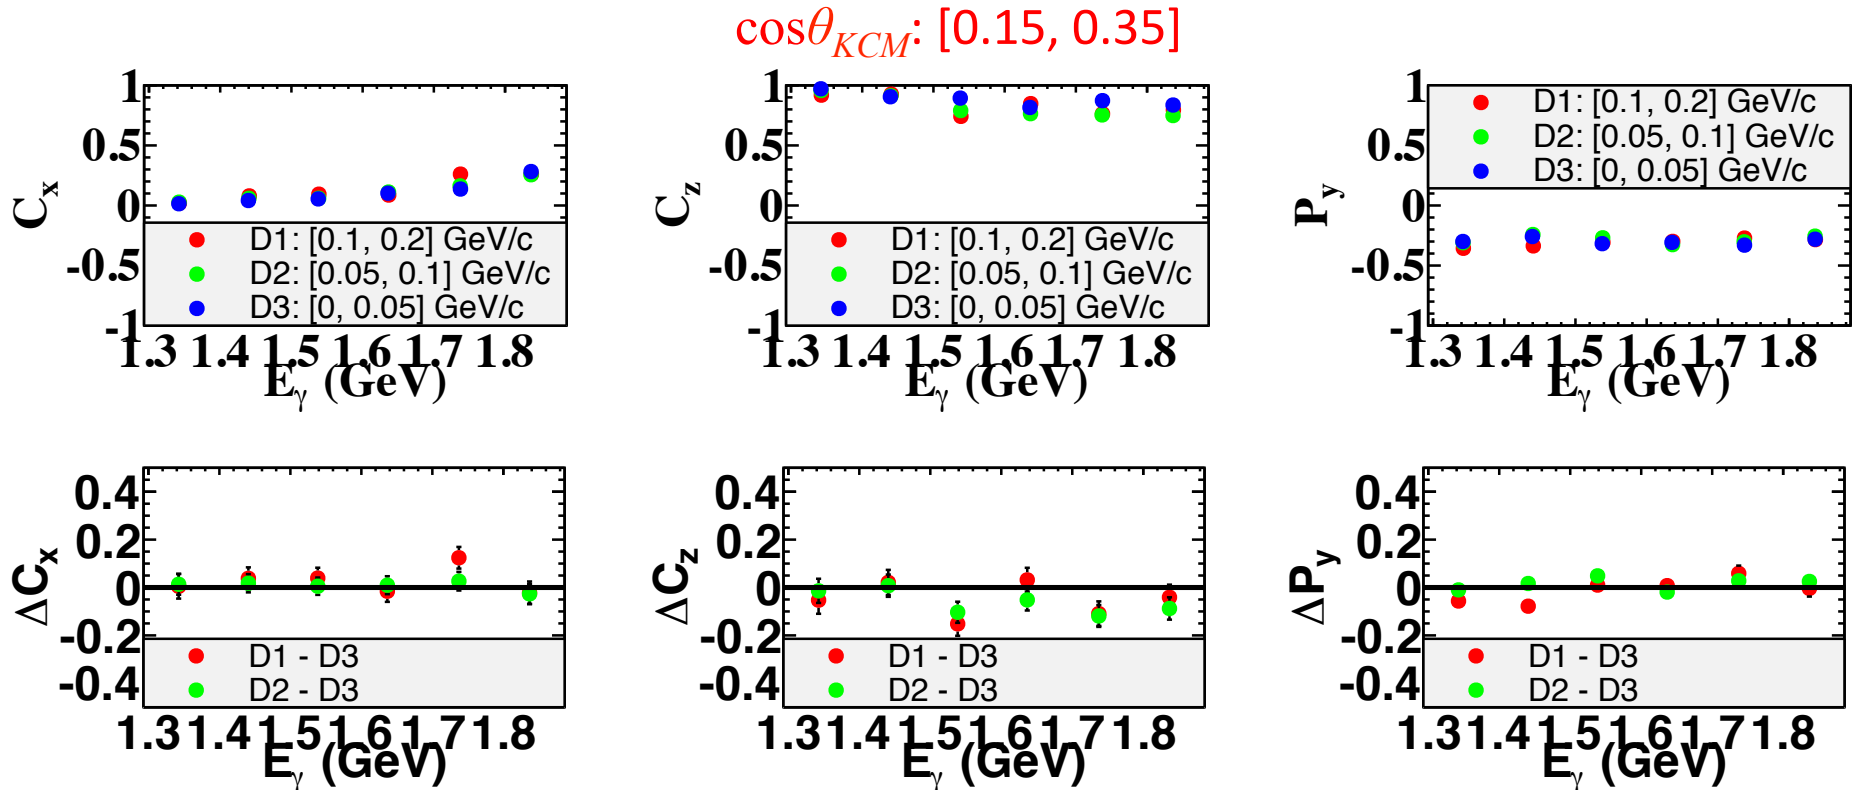 cosθKCM: [0.15, 0.35]
1
0.5
0
-0.5
-1
Cx
D1: [0.1, 0.2] GeV/c
D2: [0.05, 0.1] GeV/c
D3: [0, 0.05] GeV/c
1.3 1.4 1.5 1.6 1.7 1.8
Eγ (GeV)
1
0.5
0
-0.5
-1
Cz
D1: [0.1, 0.2] GeV/c
D2: [0.05, 0.1] GeV/c
D3: [0, 0.05] GeV/c
1.3 1.4 1.5 1.6 1.7 1.8
Eγ (GeV)
1
0.5
0
-0.5
-1
Py
D1: [0.1, 0.2] GeV/c
D2: [0.05, 0.1] GeV/c
D3: [0, 0.05] GeV/c
1.3 1.4 1.5 1.6 1.7 1.8
Eγ (GeV)
0.4
0.2
0
-0.2
-0.4
ΔCx
D1 - D3
D2 - D3
1.3 1.4 1.5 1.6 1.7 1.8
Eγ (GeV)
0.4
0.2
0
-0.2
-0.4
ΔCz
D1 - D3
D2 - D3
1.3 1.4 1.5 1.6 1.7 1.8
Eγ (GeV)
0.4
0.2
0
-0.2
-0.4
ΔPy
D1 - D3
D2 - D3
1.3 1.4 1.5 1.6 1.7 1.8
Eγ (GeV)